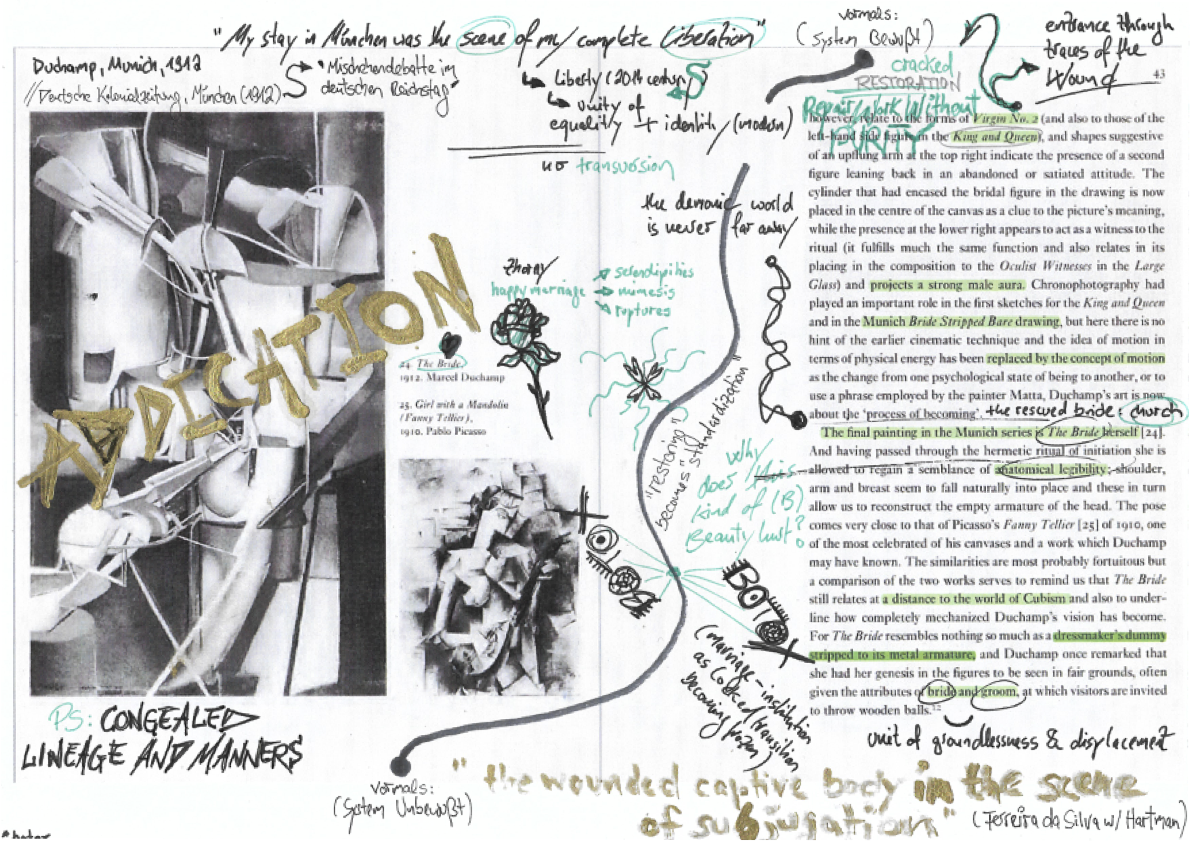 "My stay in München was the scene of my complete liberation"
Duchamp, Munich, 1912
// Deutsche Kolonialzeitung, München (1912)
"Mischehendebatte im
deutschen Reichstag"
Liberty (20th century)
unity of
equality + identity (modern)
no transversion
vormals:
(System Bewußt)
cracked
RESTORATION
Repair Work Without
PURITY
entrance through
traces of the
Wound
43
the demonic world
is never far away
thorny
happy marriage
serendipities
mimesis
ruptures
ABDICATION
24. The Bride,
1912. Marcel Duchamp
25. Girl with a Mandolin
(Fanny Tellier),
1910. Pablo Picasso
"restoring"
becomes "standardization"
why
does this
kind of (B)
Beauty lust?
BOT
(Marriage – institution
as coded transition
becoming frozen)
PS: CONGEALED
LINEAGE AND MANNERS
vormals:
(System Unbewußt)
"the wounded captive body in the scene
of subjugation"
(Ferreira da Silva w/ Hartman)
however, relate to the forms of Virgin No. 2 (and also to those of the
left-hand side figure in the King and Queen), and shapes suggestive
of an upflung arm at the top right indicate the presence of a second
figure leaning back in an abandoned or satiated attitude. The
cylinder that had encased the bridal figure in the drawing is now
placed in the centre of the canvas as a clue to the picture's meaning,
while the presence at the lower right appears to act as a witness to the
ritual (it fulfills much the same function and also relates in its
placing in the composition to the Oculist Witnesses in the Large
Glass) and projects a strong male aura. Chronophotography had
played an important role in the first sketches for the King and Queen
and in the Munich Bride Stripped Bare drawing, but here there is no
hint of the earlier cinematic technique and the idea of motion in
terms of physical energy has been replaced by the concept of motion
as the change from one psychological state of being to another, or to
use a phrase employed by the painter Matta, Duchamp's art is now
about the 'process of becoming'.
the rescued bride: church
The final painting in the Munich series is The Bride herself [24].
And having passed through the hermetic ritual of initiation she is
allowed to regain a semblance of anatomical legibility; shoulder,
arm and breast seem to fall naturally into place and these in turn
allow us to reconstruct the empty armature of the head. The pose
comes very close to that of Picasso's Fanny Tellier [25] of 1910, one
of the most celebrated of his canvases and a work which Duchamp
may have known. The similarities are most probably fortuitous but
a comparison of the two works serves to remind us that The Bride
still relates at a distance to the world of Cubism and also to under-
line how completely mechanized Duchamp's vision has become.
For The Bride resembles nothing so much as a dressmaker's dummy
stripped to its metal armature, and Duchamp once remarked that
she had her genesis in the figures to be seen in fair grounds, often
given the attributes of bride and groom, at which visitors are invited
to throw wooden balls.12
unit of groundlessness & displacement